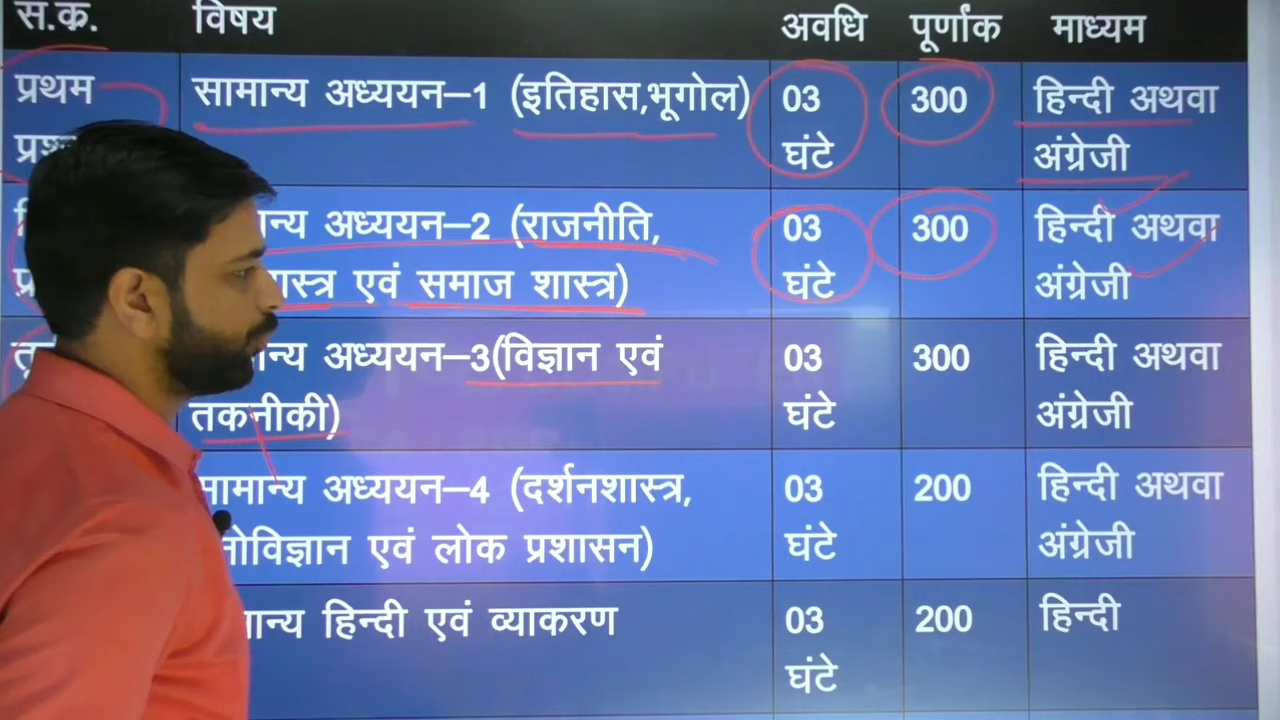 स.क. विषय अवधि पूर्णांक माध्यम
प्रथम सामान्य अध्ययन–1 (इतिहास,भूगोल) 03 300 हिन्दी अथवा
घंटे अंग्रेजी
अध्ययन–2 (राजनीति, 03 300 हिन्दी अथवा
एवं समाज शास्त्र) घंटे अंग्रेजी
अध्ययन–3(विज्ञान एवं 03 300 हिन्दी अथवा
तकनीकी) घंटे अंग्रेजी
सामान्य अध्ययन–4 (दर्शनशास्त्र, 03 200 हिन्दी अथवा
एवं लोक प्रशासन) घंटे अंग्रेजी
हिन्दी एवं व्याकरण 03 200 हिन्दी
घंटे